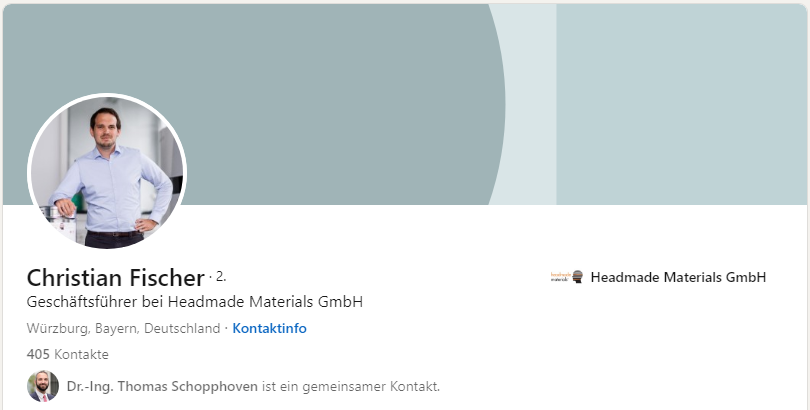 Christian Fischer · 2.
Geschäftsführer bei Headmade Materials GmbH
Würzburg, Bayern, Deutschland · Kontaktinfo
405 Kontakte
Dr.-Ing. Thomas Schopphoven ist ein gemeinsamer Kontakt.
headmade
materials
Headmade Materials GmbH